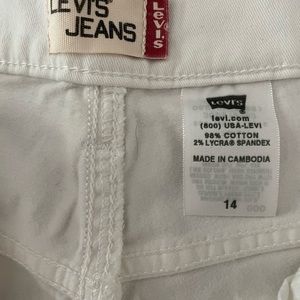 LEVI'S
JEANS
Levi's
Levi's
levi.com
(800) USA-LEVI
98% COTTON
2% LYCRA® SPANDEX
MADE IN CAMBODIA
14